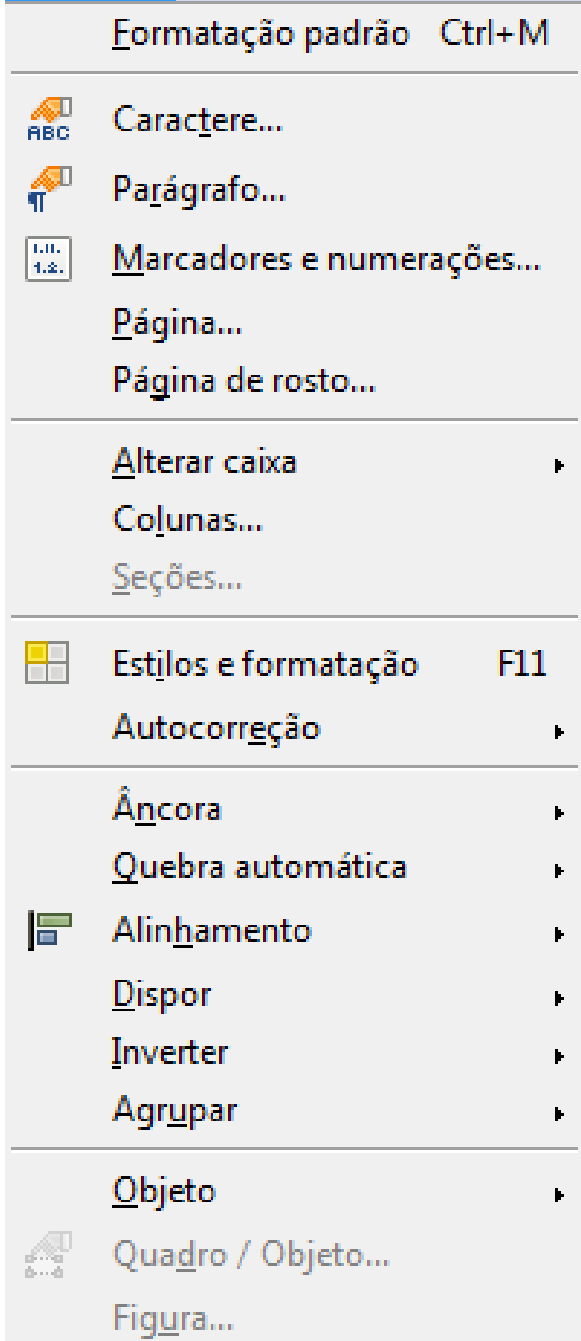 Formatação padrão Ctrl+M
ABC Caractere...
¶ Parágrafo...
Marcadores e numerações...
Página...
Página de rosto...
Alterar caixa
Colunas...
Seções...
Estilos e formatação F11
Autocorreção
Âncora
Quebra automática
Alinhamento
Dispor
Inverter
Agrupar
Objeto
Quadro / Objeto...
Figura...